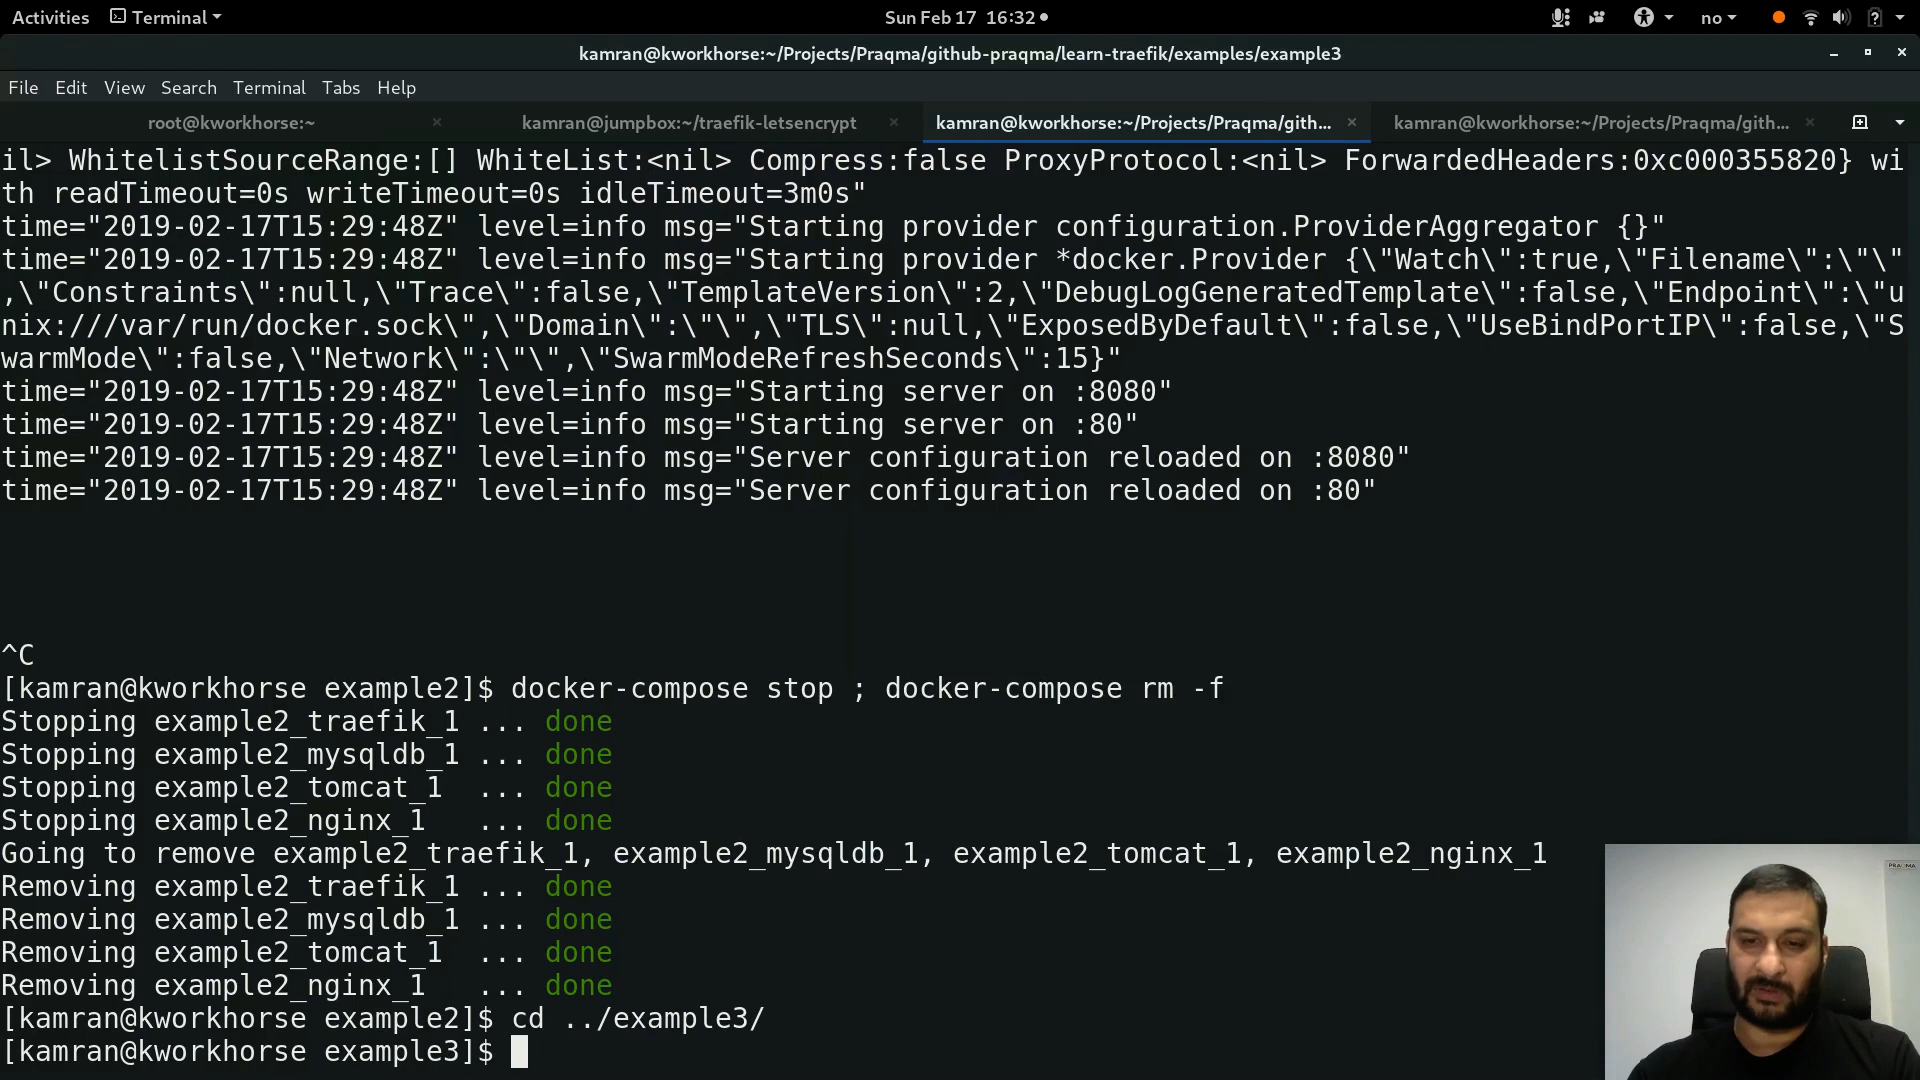 Activities Terminal Sun Feb 17 16:32 no
kamran@kworkhorse:~/Projects/Praqma/github-praqma/learn-traefik/examples/example3
File Edit View Search Terminal Tabs Help
root@kworkhorse:~ kamran@jumpbox:~/traefik-letsencrypt kamran@kworkhorse:~/Projects/Praqma/gith... kamran@kworkhorse:~/Projects/Praqma/gith...
il> WhitelistSourceRange:[] WhiteList:<nil> Compress:false ProxyProtocol:<nil> ForwardedHeaders:0xc000355820} wi
th readTimeout=0s writeTimeout=0s idleTimeout=3m0s"
time="2019-02-17T15:29:48Z" level=info msg="Starting provider configuration.ProviderAggregator {}"
time="2019-02-17T15:29:48Z" level=info msg="Starting provider *docker.Provider {\"Watch\":true,\"Filename\":\"\"
,\"Constraints\":null,\"Trace\":false,\"TemplateVersion\":2,\"DebugLogGeneratedTemplate\":false,\"Endpoint\":\"u
nix:///var/run/docker.sock\",\"Domain\":\"\",\"TLS\":null,\"ExposedByDefault\":false,\"UseBindPortIP\":false,\"S
warmMode\":false,\"Network\":\"\",\"SwarmModeRefreshSeconds\":15}"
time="2019-02-17T15:29:48Z" level=info msg="Starting server on :8080"
time="2019-02-17T15:29:48Z" level=info msg="Starting server on :80"
time="2019-02-17T15:29:48Z" level=info msg="Server configuration reloaded on :8080"
time="2019-02-17T15:29:48Z" level=info msg="Server configuration reloaded on :80"
^C
[kamran@kworkhorse example2]$ docker-compose stop ; docker-compose rm -f
Stopping example2_traefik_1 ... done
Stopping example2_mysqldb_1 ... done
Stopping example2_tomcat_1  ... done
Stopping example2_nginx_1   ... done
Going to remove example2_traefik_1, example2_mysqldb_1, example2_tomcat_1, example2_nginx_1
Removing example2_traefik_1 ... done
Removing example2_mysqldb_1 ... done
Removing example2_tomcat_1  ... done
Removing example2_nginx_1   ... done
[kamran@kworkhorse example2]$ cd ../example3/
[kamran@kworkhorse example3]$
PRAQMA